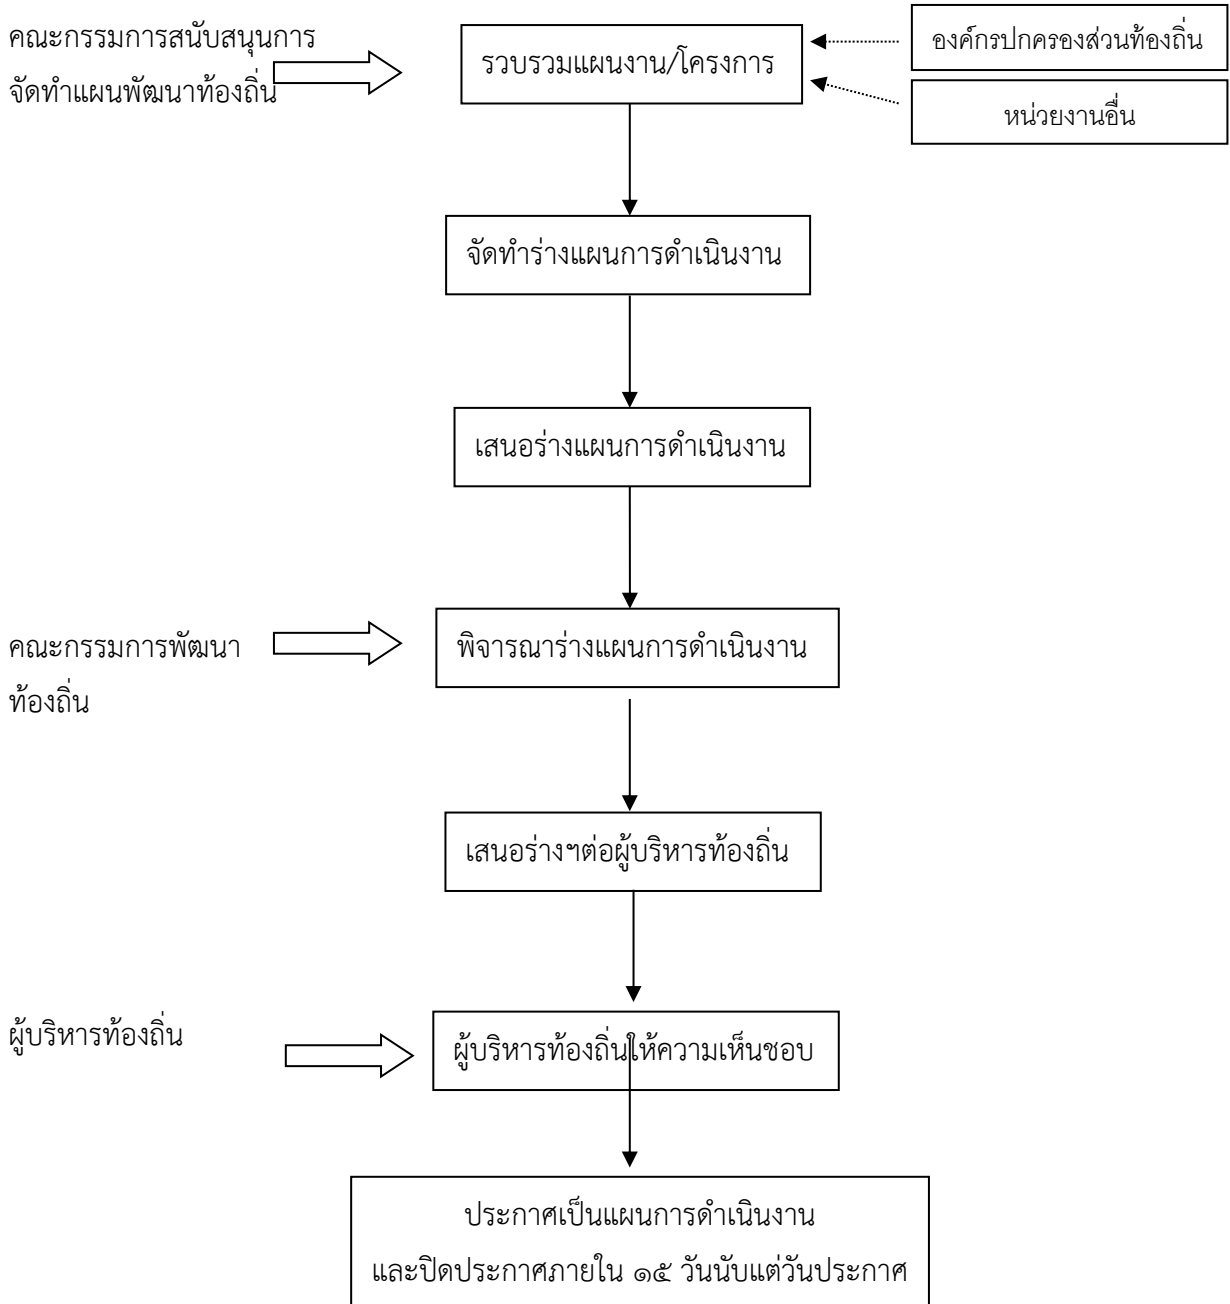 คณะกรรมการสนับสนุนการ
จัดทำแผนพัฒนาท้องถิ่น
รวบรวมแผนงาน/โครงการ
องค์กรปกครองส่วนท้องถิ่น
หน่วยงานอื่น
จัดทำร่างแผนการดำเนินงาน
เสนอร่างแผนการดำเนินงาน
คณะกรรมการพัฒนา
ท้องถิ่น
พิจารณาร่างแผนการดำเนินงาน
เสนอร่างฯต่อผู้บริหารท้องถิ่น
ผู้บริหารท้องถิ่น
ผู้บริหารท้องถิ่นให้ความเห็นชอบ
ประกาศเป็นแผนการดำเนินงาน
และปิดประกาศภายใน ๑๕ วันนับแต่วันประกาศ